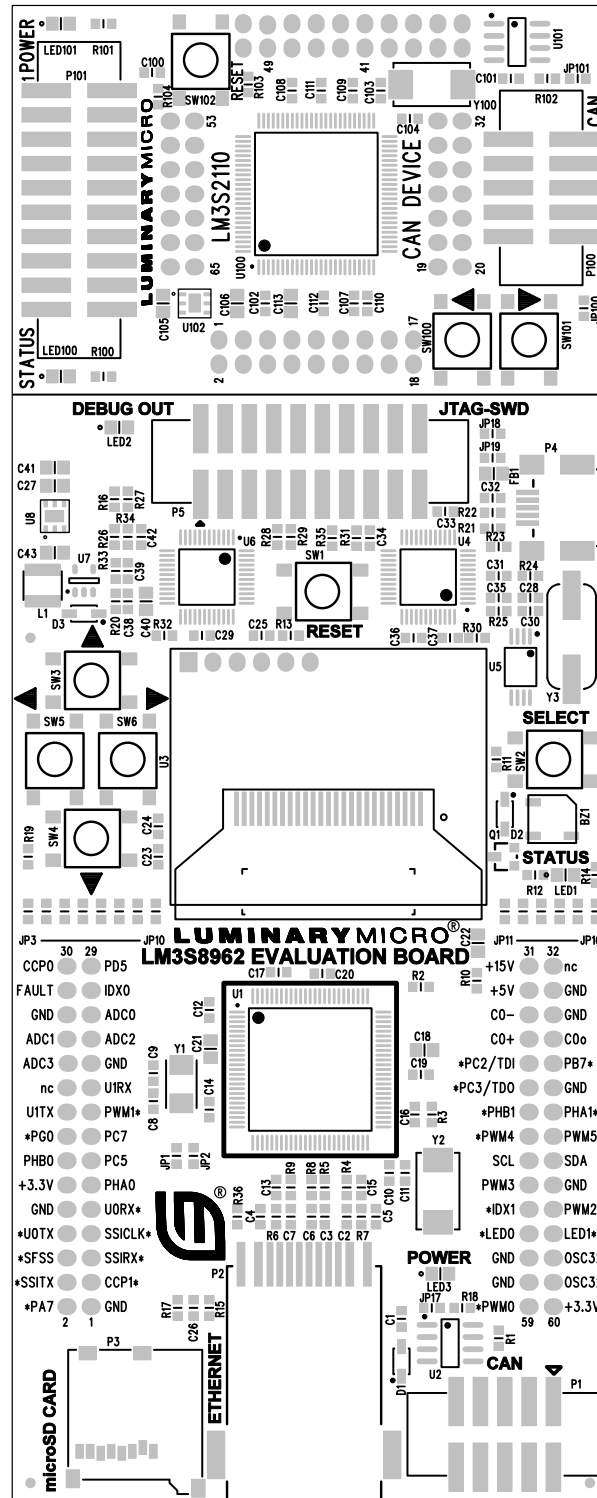 1 POWER
LED101
R101
P101
C100
R104
SW102
RESET
R103
C108
49
C111
C109
41
C103
Y100
C104
32
U101
C101
R102
JP101
CAN
53
LUMINARYMICRO
LM3S2110
CAN DEVICE
65
U100
19
20
P100
C105
U102
C106
C102
C113
C112
C107
C110
1
17
2
18
SW100
SW101
JP100
STATUS
LED100
R100
DEBUG OUT
JTAG-SWD
LED2
JP18
JP19
P4
FB1
C41
C27
U8
C43
R16
R27
R34
R26
C42
P5
R33
C39
U7
L1
D3
R20
C38
C40
R32
U6
R28
R29
SW1
R35
R31
C34
U4
C33
R22
C32
R21
R23
C31
R24
C35
C28
R25
C30
C29
C25
R13
RESET
C36
C37
R30
U5
Y3
SW3
SW5
SW6
U3
SW4
R19
C24
C23
SELECT
R11
SW2
Q1
D2
BZ1
STATUS
R12
LED1
R14
JP3
JP10
LUMINARYMICRO®
LM3S8962 EVALUATION BOARD
C22
JP11
30
29
31
32
CCP0
PD5
+15V
nc
FAULT
IDX0
+5V
GND
GND
ADC0
C0-
GND
ADC1
ADC2
C0+
C0o
ADC3
GND
*PC2/TDI
PB7*
nc
U1RX
*PC3/TDO
GND
U1TX
PWM1*
*PHB1
PHA1*
*PG0
PC7
*PWM4
PWM5
PHB0
PC5
SCL
SDA
+3.3V
PHA0
PWM3
GND
GND
U0RX*
*IDX1
PWM2
*U0TX
SSICLK*
*LED0
LED1*
*SFSS
SSIRX*
GND
OSC32
*SSITX
CCP1*
GND
OSC32
*PA7
GND
*PWM0
+3.3V
2
1
59
60
C17
C20
R2
R10
U1
C12
C21
C9
Y1
C8
C14
C18
C19
C16
R3
JP1
JP2
®
R36
C4
C13
R9
R8
R5
R4
C15
C5
C10
C11
Y2
R6
C7
C6
C3
C2
R7
P2
POWER
LED3
JP17
R18
R17
C26
R15
C1
R1
U2
D1
CAN
P1
P3
microSD CARD
ETHERNET